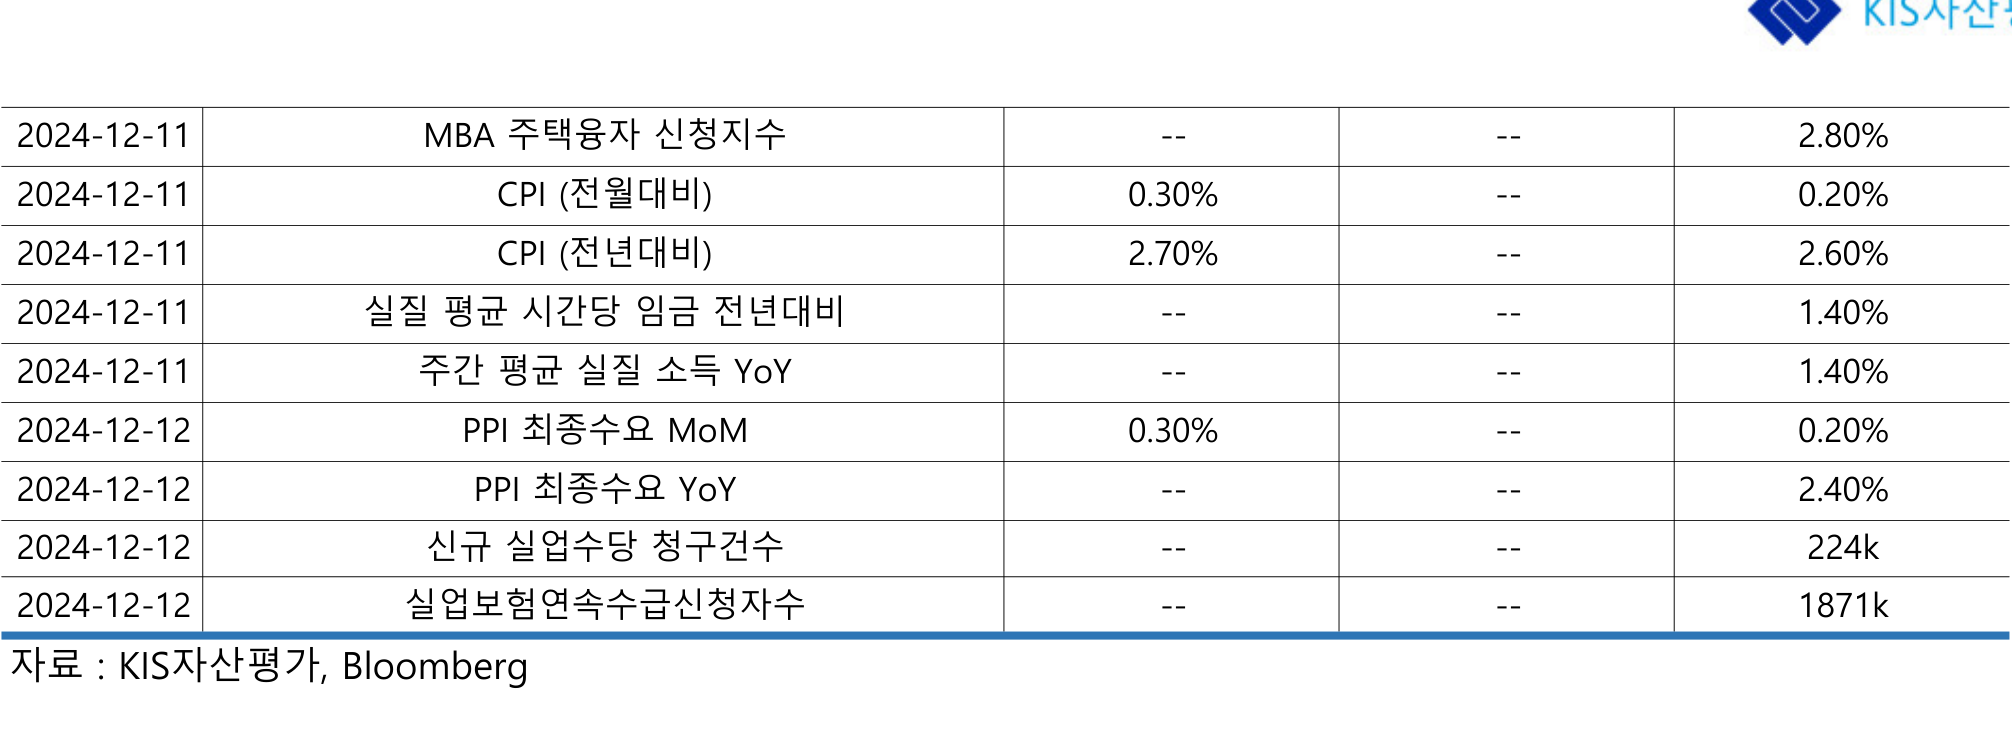 KIS자산
2024-12-11 MBA 주택융자 신청지수 -- -- 2.80%
2024-12-11 CPI (전월대비) 0.30% -- 0.20%
2024-12-11 CPI (전년대비) 2.70% -- 2.60%
2024-12-11 실질 평균 시간당 임금 전년대비 -- -- 1.40%
2024-12-11 주간 평균 실질 소득 YoY -- -- 1.40%
2024-12-12 PPI 최종수요 MoM 0.30% -- 0.20%
2024-12-12 PPI 최종수요 YoY -- -- 2.40%
2024-12-12 신규 실업수당 청구건수 -- -- 224k
2024-12-12 실업보험연속수급신청자수 -- -- 1871k
자료 : KIS자산평가, Bloomberg